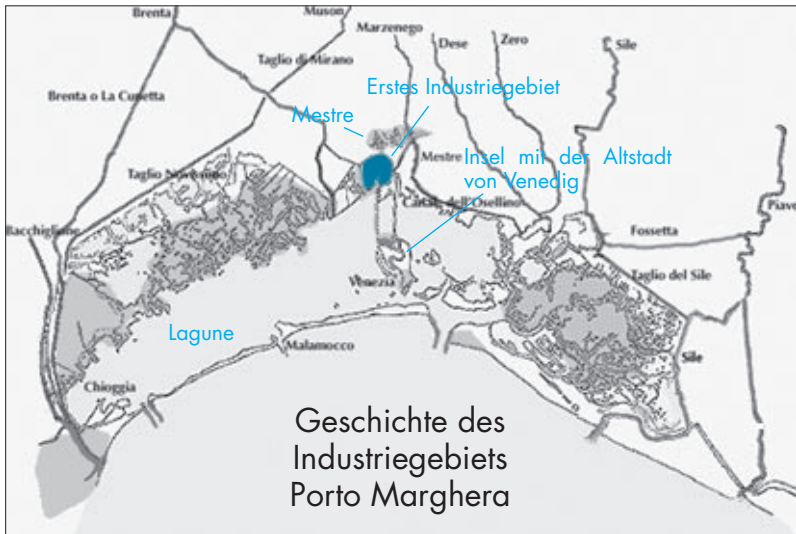 Brenta
Muson
Marzenego
Dese
Zero
Sile
Taglio di Mirano
Erstes Industriegebiet
Brenta o La Cunetta
Mestre
Mestre
Insel mit der Altstadt
von Venedig
Taglio Novissimo
Canale dell'Osellino
Piave
Bacchiglione
Fossetta
Venezia
Taglio del Sile
Lagune
Malamocco
Sile
Chioggia
Geschichte des
Industriegebiets
Porto Marghera